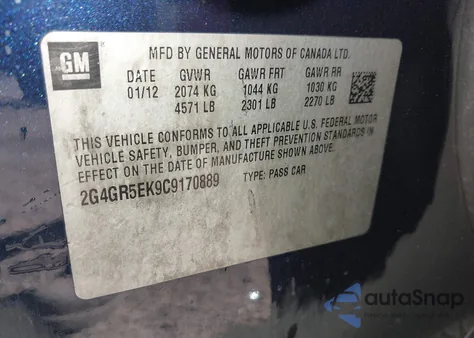 GM
MFD BY GENERAL MOTORS OF CANADA LTD.
01/12 GVWR GAWR FRT GAWR RR
2074 KG 1044 KG 1030 KG
4571 LB 2301 LB 2270 LB
THIS VEHICLE CONFORMS TO ALL APPLICABLE U.S. FEDERAL MOTOR
VEHICLE SAFETY, BUMPER, AND THEFT PREVENTION STANDARDS IN
EFFECT ON THE DATE OF MANUFACTURE SHOWN ABOVE.
2G4GR5EK9C9170889 TYPE: PASS CAR
autoSnap
www.autosnap